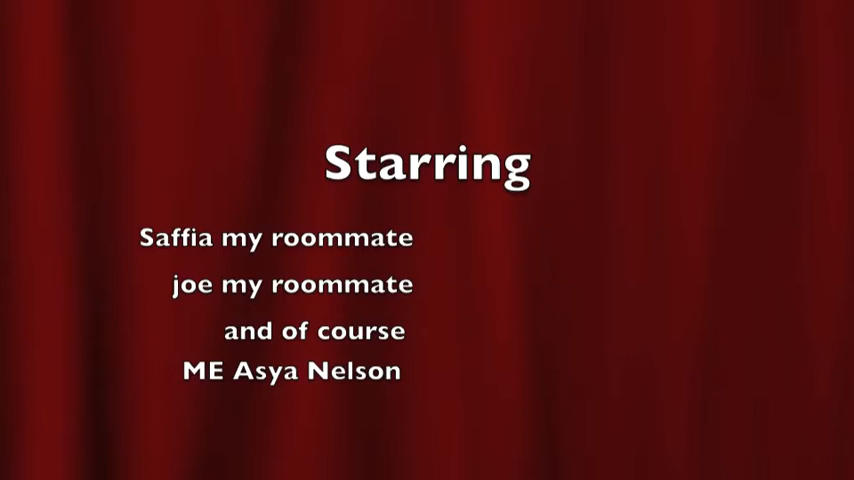 Starring
Saffia my roommate
joe my roommate
and of course
ME Asya Nelson